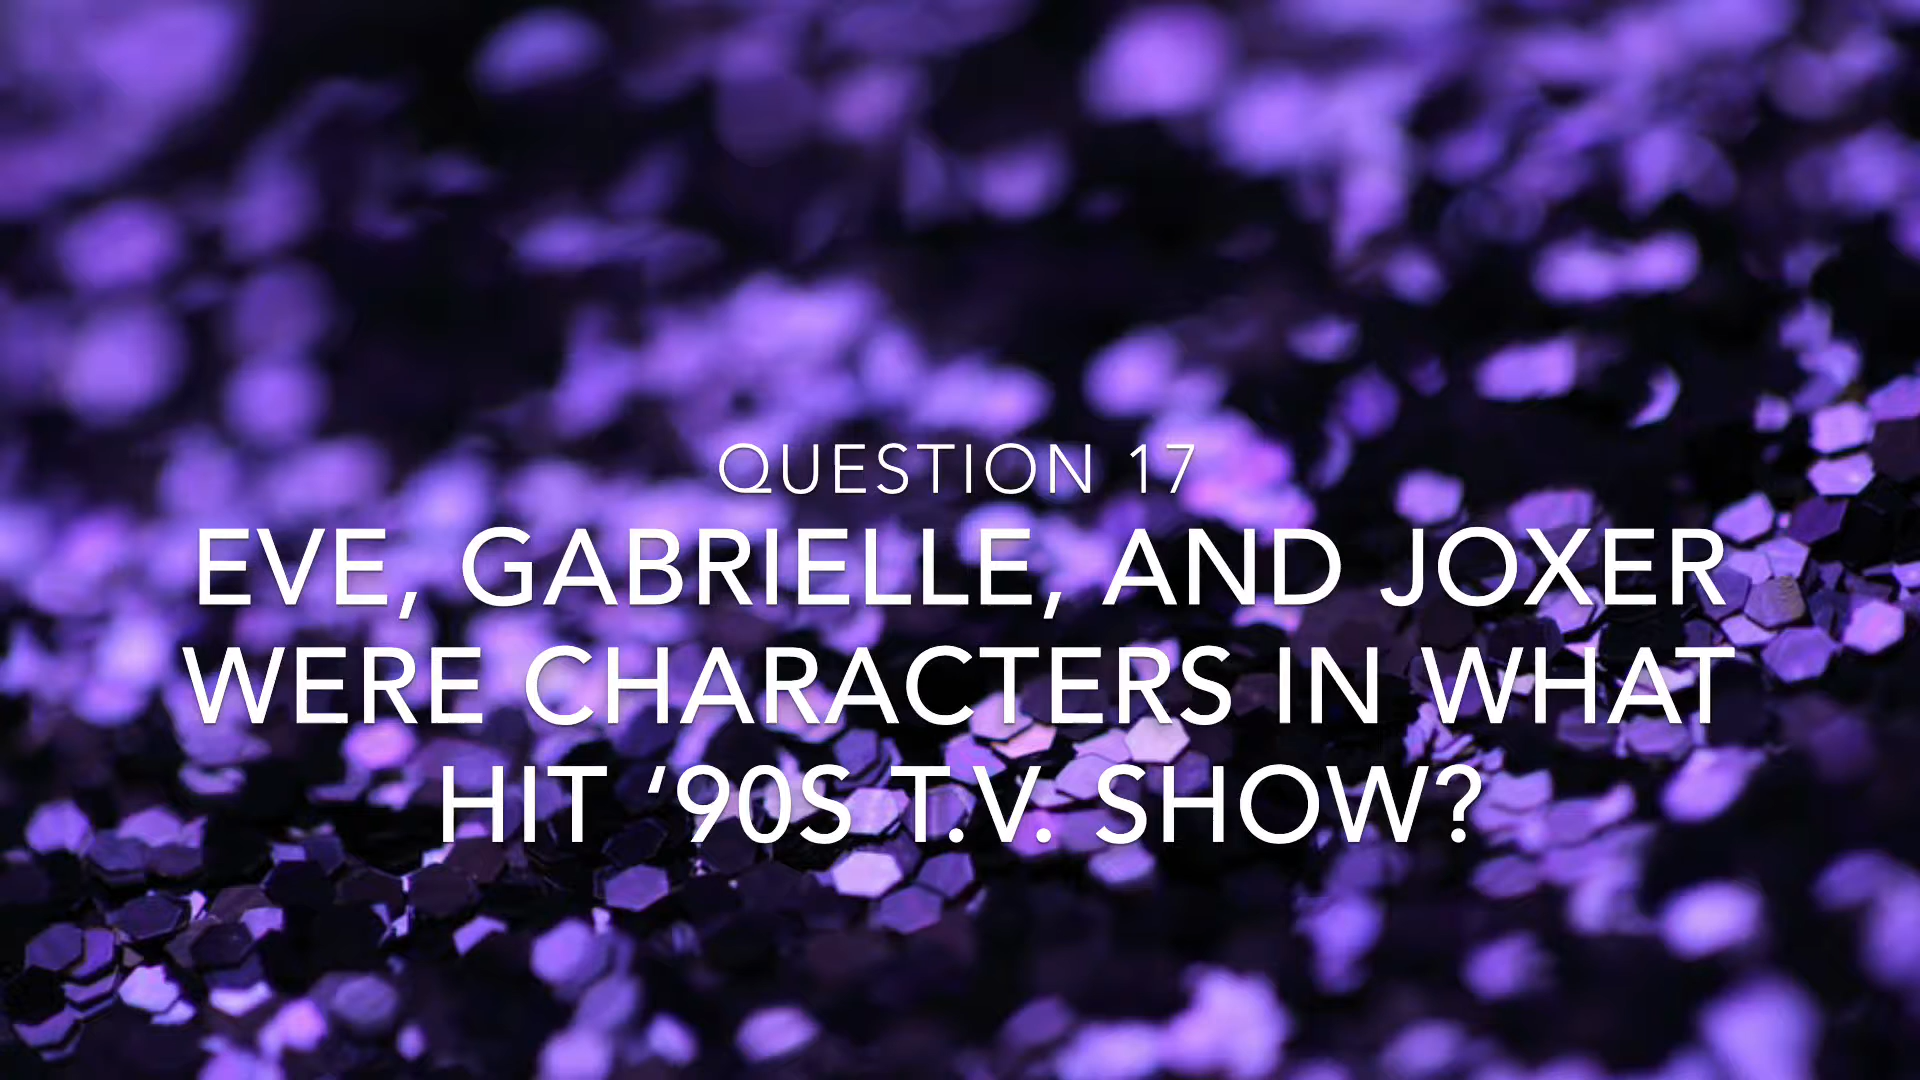 QUESTION 17
EVE, GABRIELLE, AND JOXER
WERE CHARACTERS IN WHAT
HIT ‘90S T.V. SHOW?